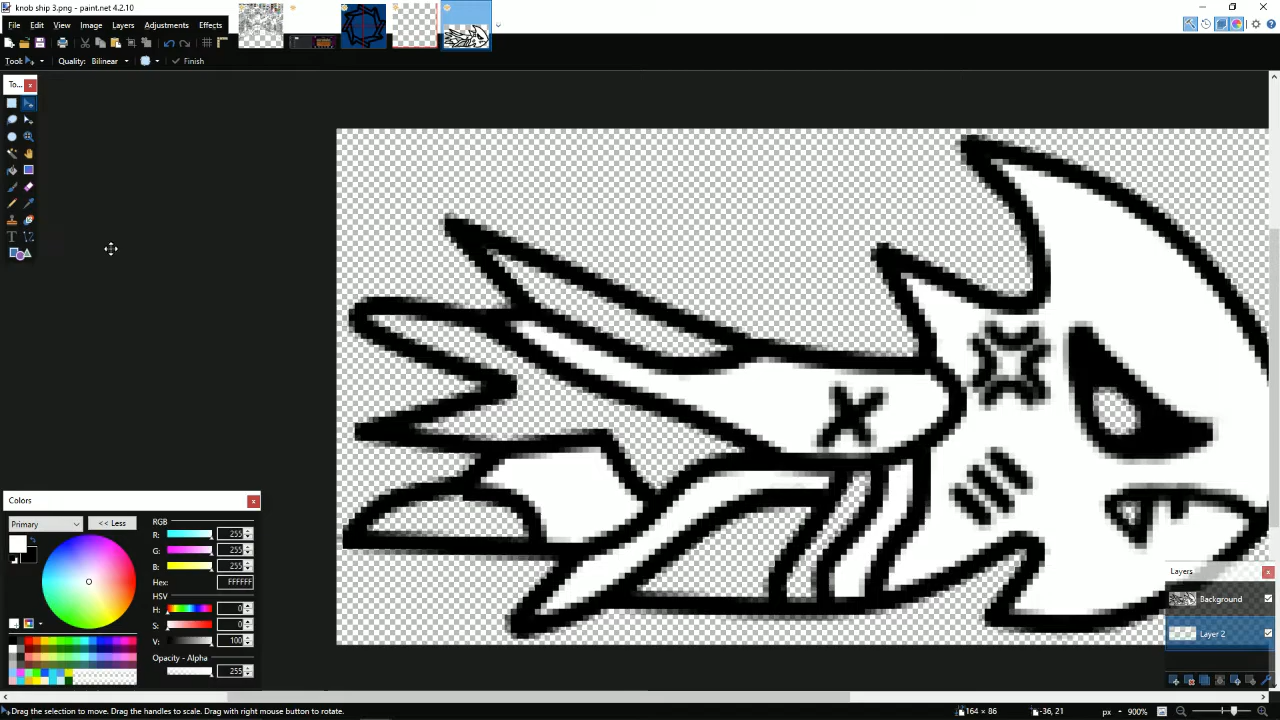 knob ship 3.png - paint.net 4.2.10
File Edit View Image Layers Adjustments Effects
Tool: Quality: Bilinear Finish
To...
Colors
Primary << Less RGB
R: 255
G: 255
B: 255
Hex: FFFFFF
HSV
H: 0
S: 0
V: 100
Opacity - Alpha
255
Layers
Background
Layer 2
Drag the selection to move. Drag the handles to scale. Drag with right mouse button to rotate. 164 × 86 -36, 21 px 900%